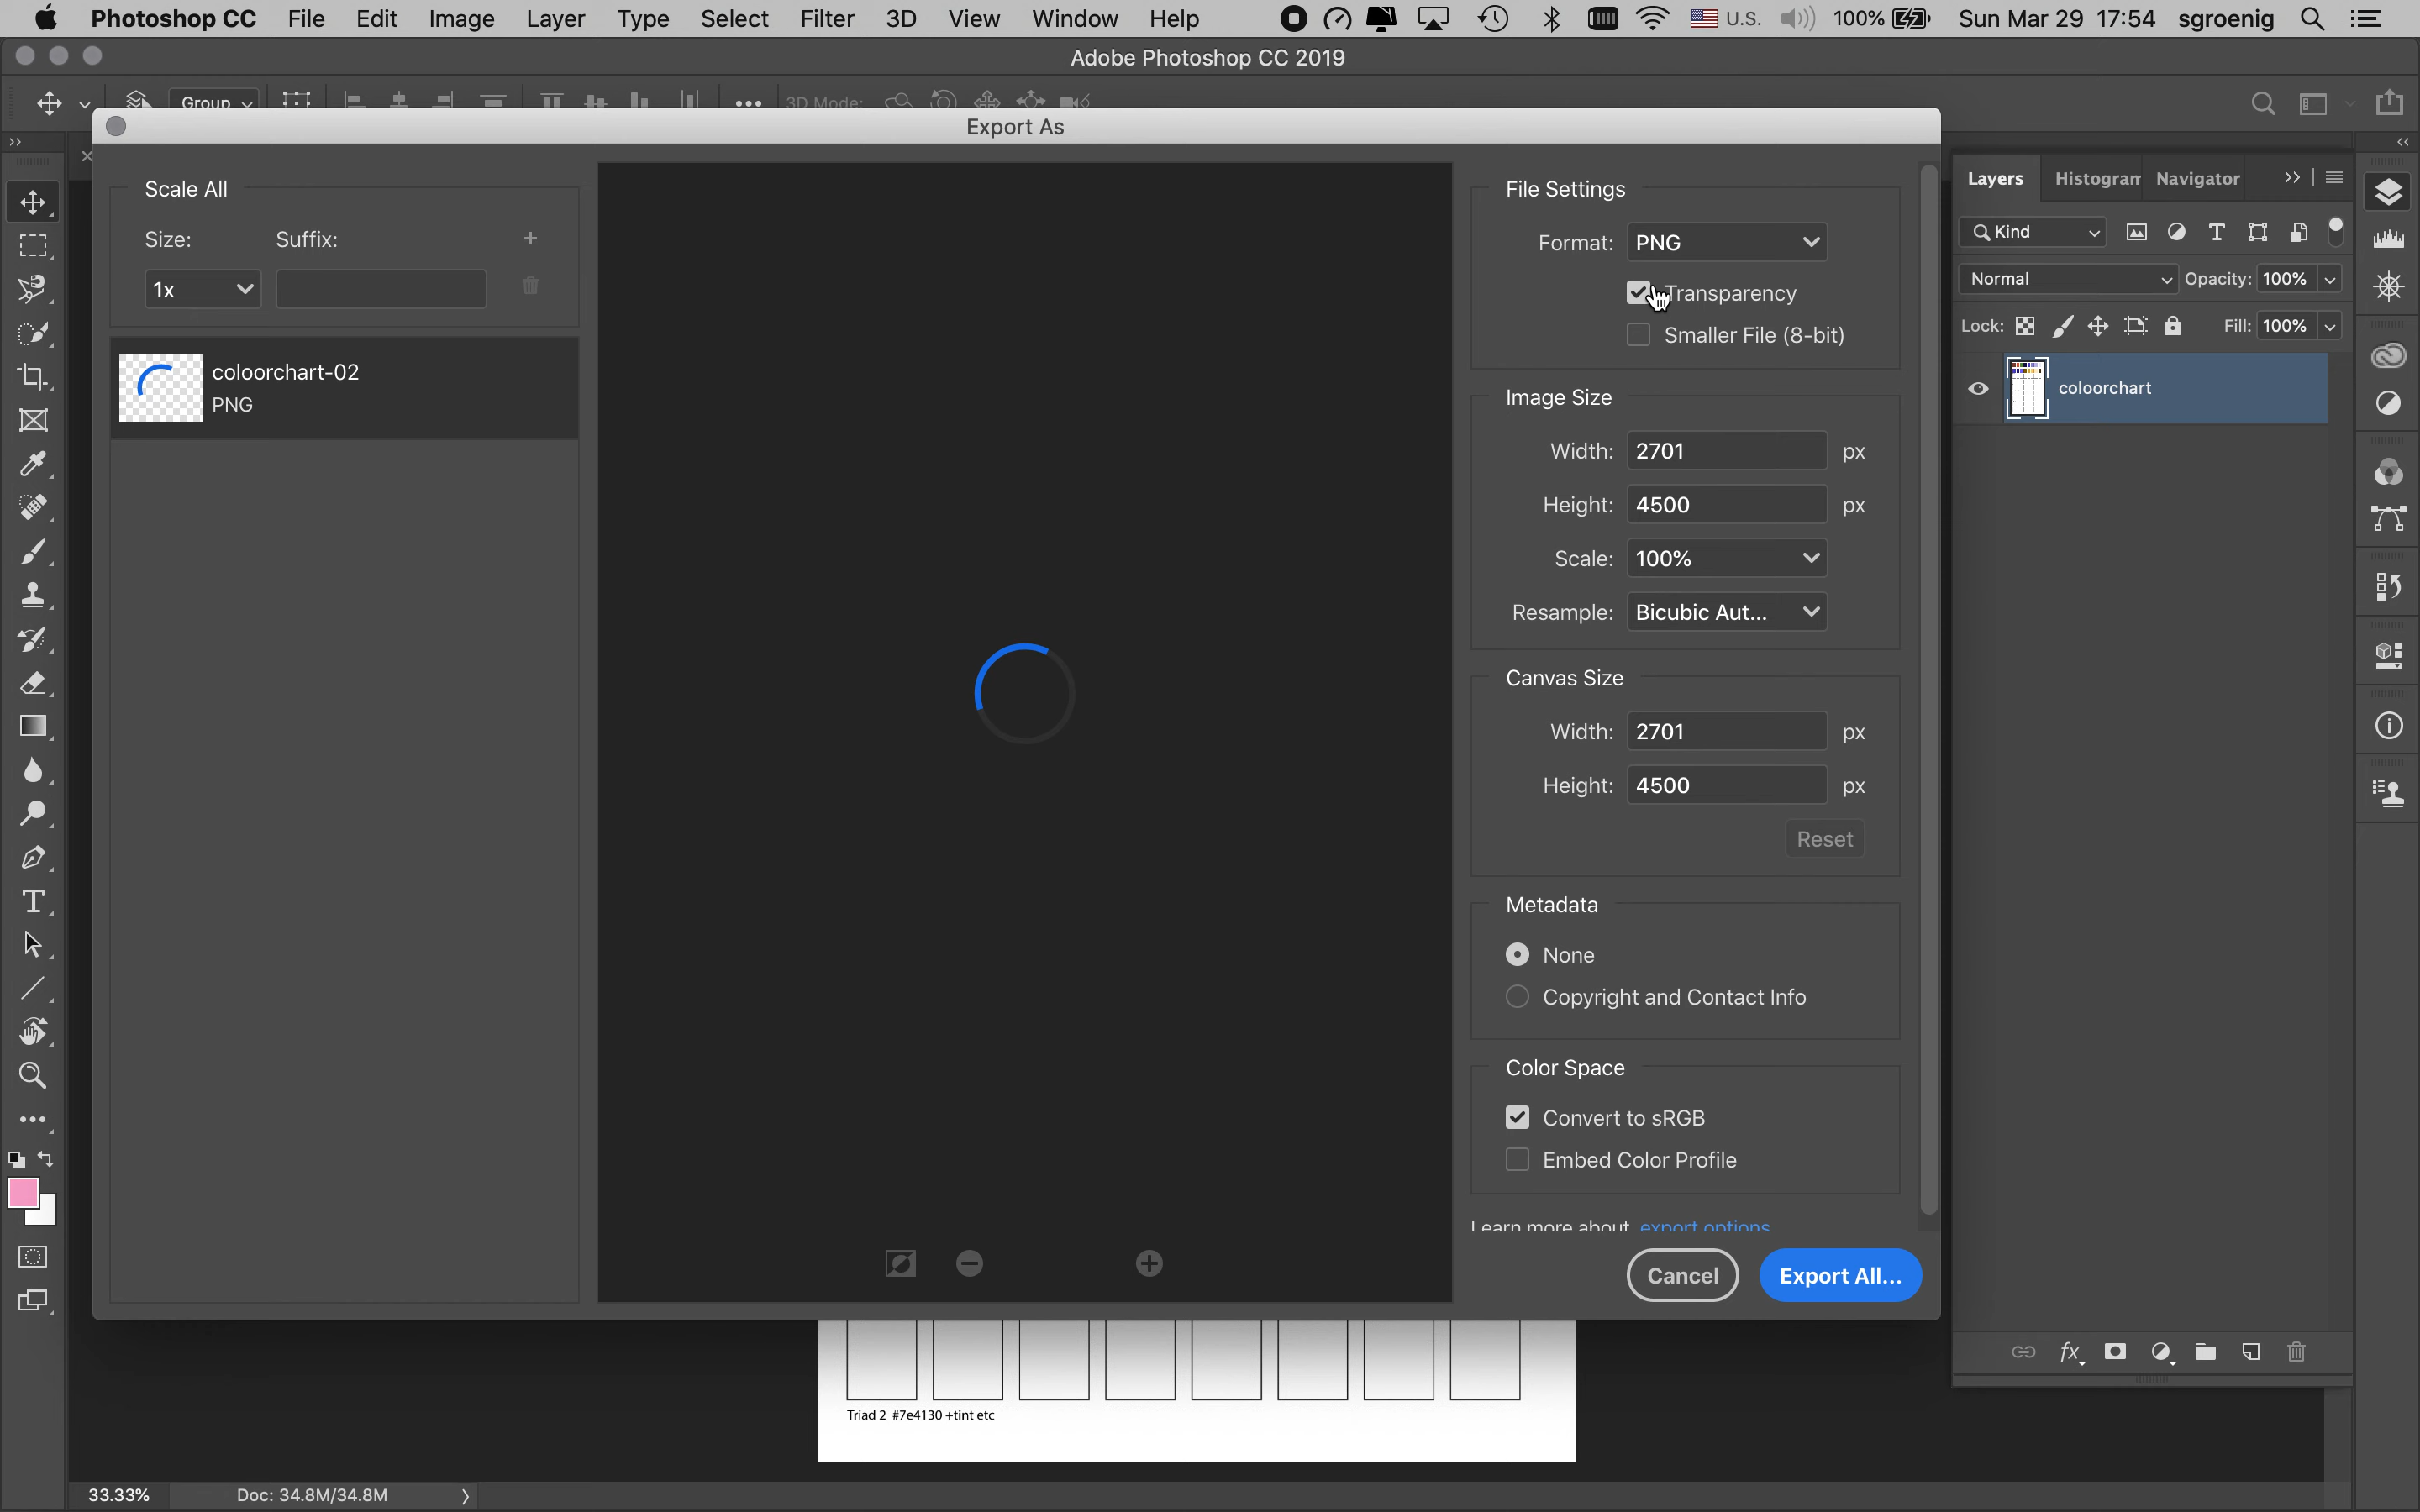 Photoshop CC File Edit Image Layer Type Select Filter 3D View Window Help U.S. 100% Sun Mar 29 17:54 sgroenig
Adobe Photoshop CC 2019
Group 3D Mode:
Export As
Scale All
Size: Suffix:
1x
coloorchart-02
PNG
File Settings
Format: PNG
Transparency
Smaller File (8-bit)
Image Size
Width: 2701 px
Height: 4500 px
Scale: 100%
Resample: Bicubic Aut...
Canvas Size
Width: 2701 px
Height: 4500 px
Reset
Metadata
None
Copyright and Contact Info
Color Space
Convert to sRGB
Embed Color Profile
Learn more about export options
Cancel Export All...
Layers Histogram Navigator
Kind
Normal Opacity: 100%
Lock: Fill: 100%
coloorchart
fx
Triad 2 #7e4130 +tint etc
33.33% Doc: 34.8M/34.8M